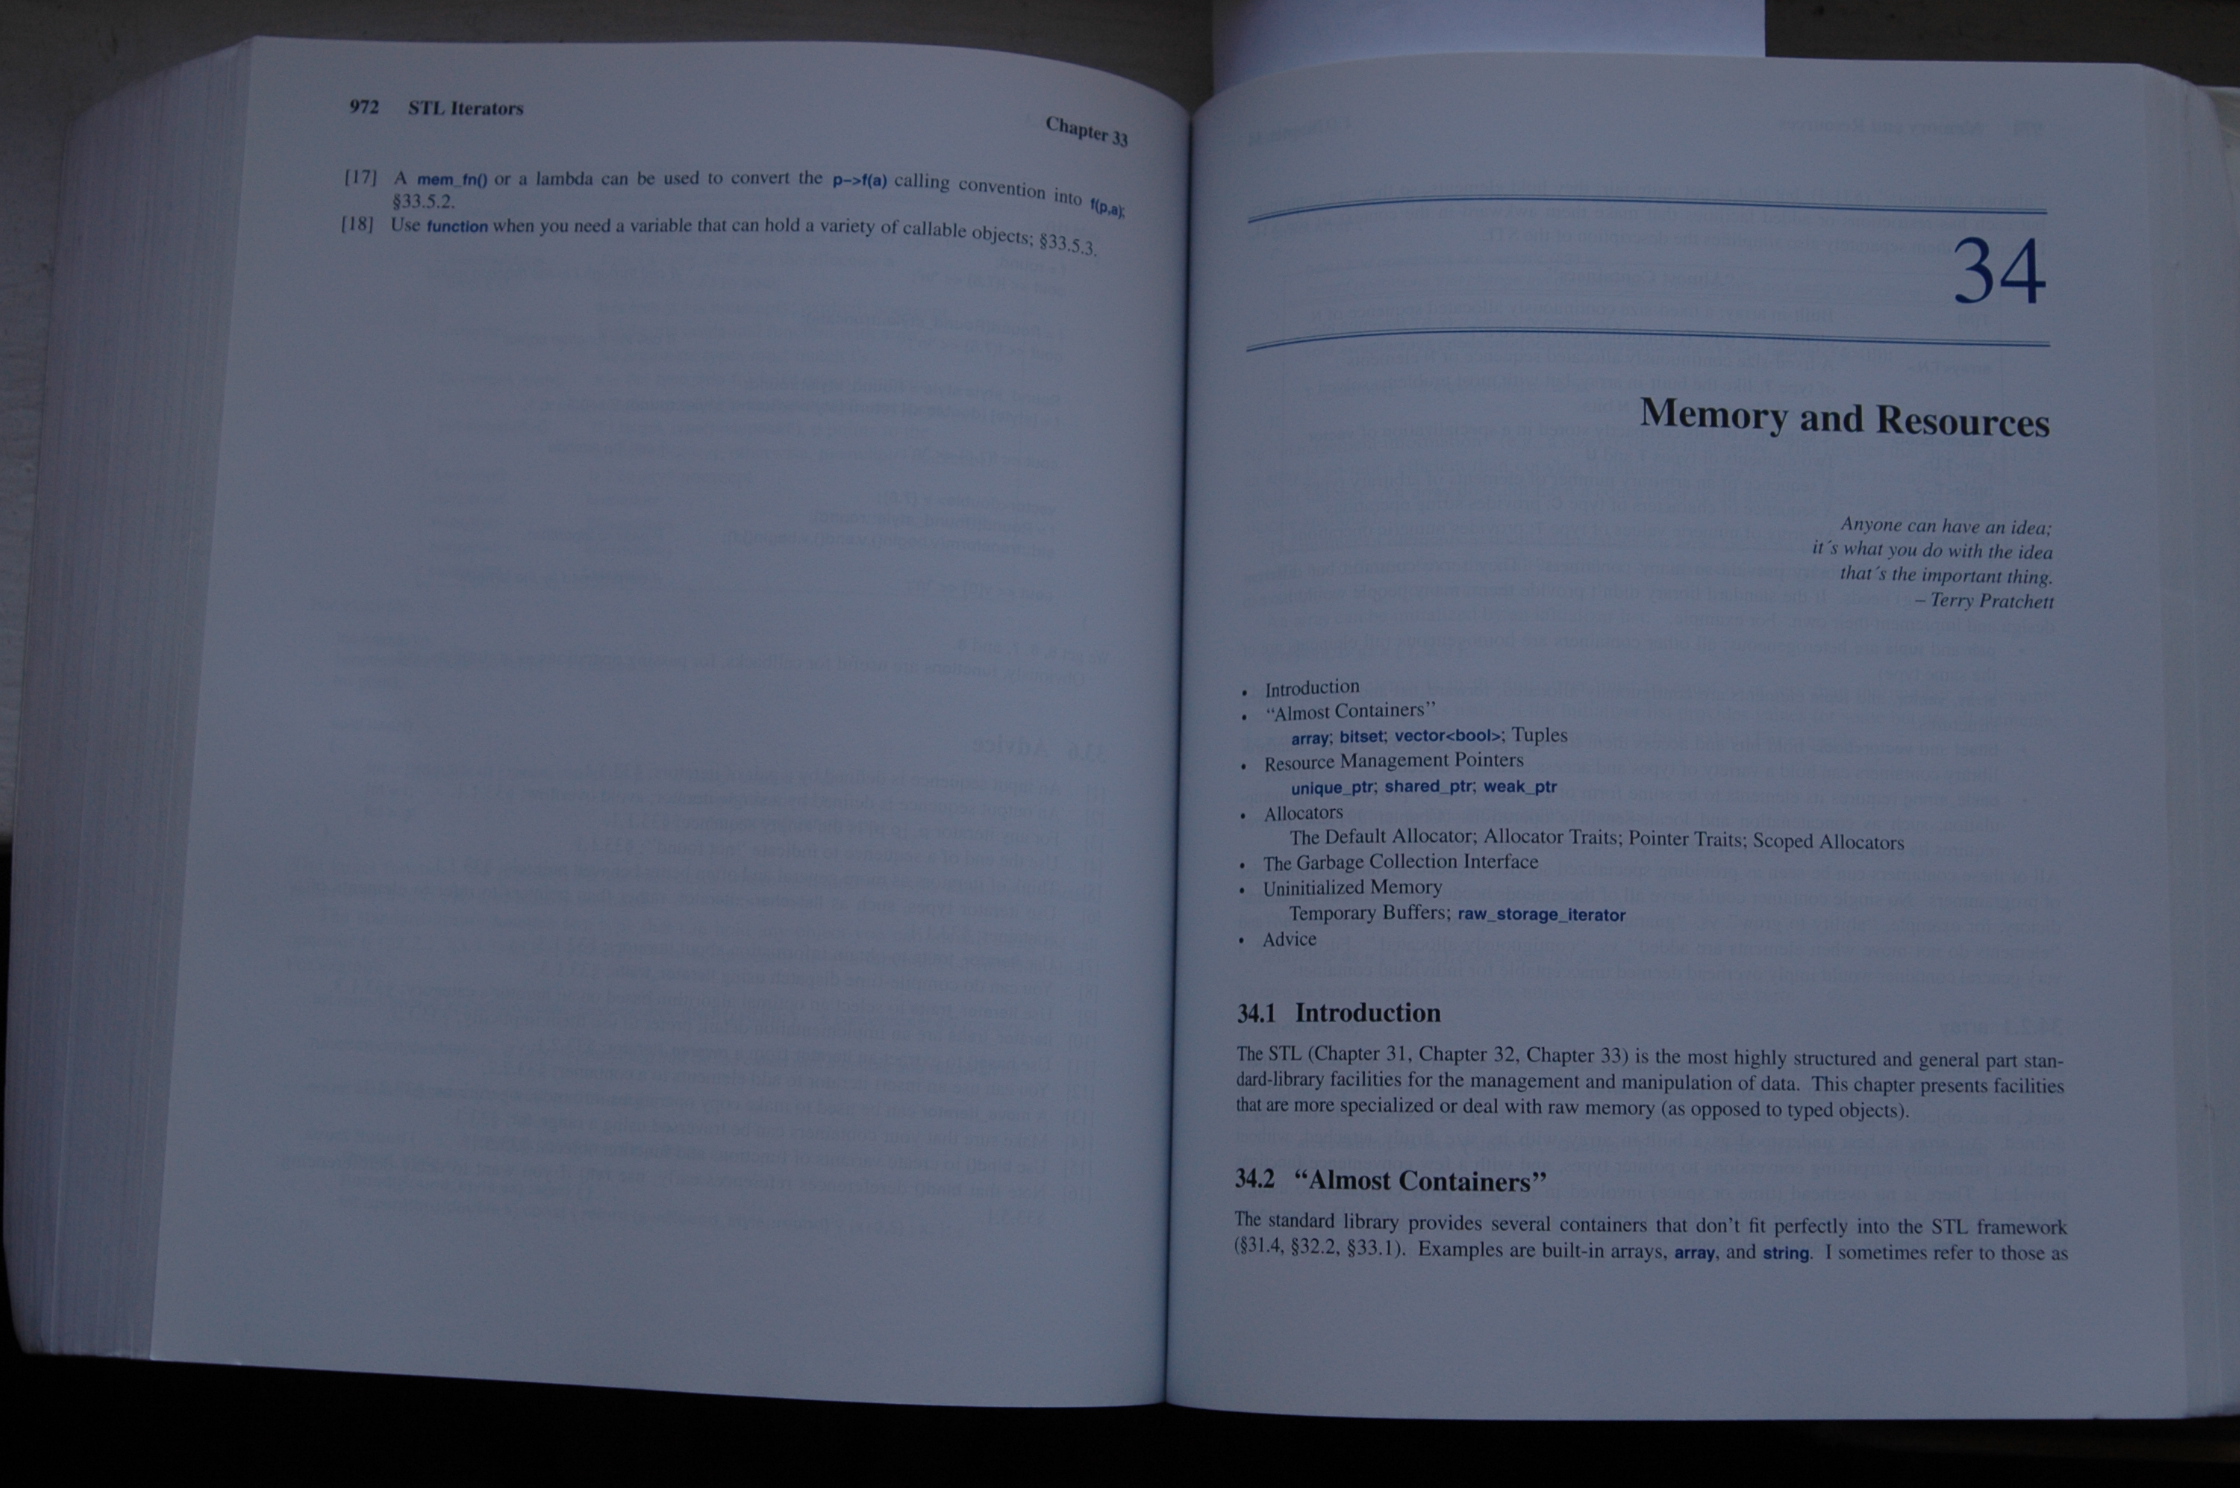 972 STL Iterators Chapter 33
[17] A mem_fn() or a lambda can be used to convert the p->f(a) calling convention into f(p,a);
§33.5.2.
[18] Use function when you need a variable that can hold a variety of callable objects; §33.5.3.
34
Memory and Resources
Anyone can have an idea;
it's what you do with the idea
that's the important thing.
– Terry Pratchett
• Introduction
• “Almost Containers”
array; bitset; vector<bool>; Tuples
• Resource Management Pointers
unique_ptr; shared_ptr; weak_ptr
• Allocators
The Default Allocator; Allocator Traits; Pointer Traits; Scoped Allocators
• The Garbage Collection Interface
• Uninitialized Memory
Temporary Buffers; raw_storage_iterator
• Advice
34.1 Introduction
The STL (Chapter 31, Chapter 32, Chapter 33) is the most highly structured and general part stan-
dard-library facilities for the management and manipulation of data. This chapter presents facilities
that are more specialized or deal with raw memory (as opposed to typed objects).
34.2 “Almost Containers”
The standard library provides several containers that don't fit perfectly into the STL framework
(§31.4, §32.2, §33.1). Examples are built-in arrays, array, and string. I sometimes refer to those as